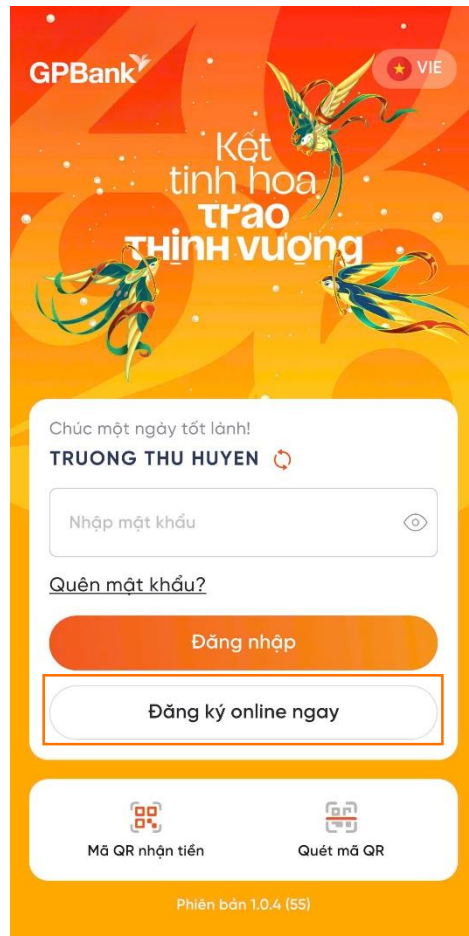 GPBank
VIE
Kết
tinh hoa
trao
thịnh vượng
Chúc một ngày tốt lành!
TRUONG THU HUYEN
Nhập mật khẩu
Quên mật khẩu?
Đăng nhập
Đăng ký online ngay
Mã QR nhận tiền
Quét mã QR
Phiên bản 1.0.4 (55)